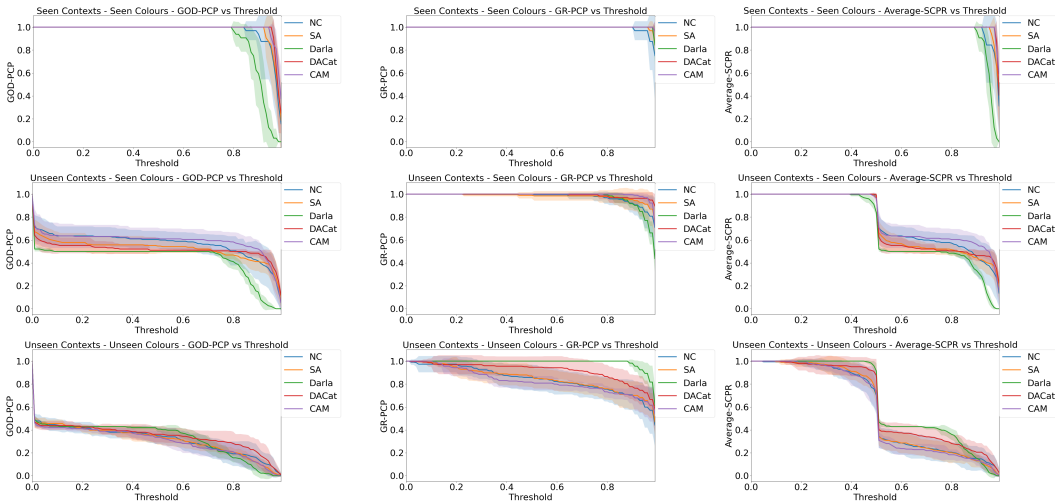 Seen Contexts - Seen Colours - GOD-PCP vs Threshold
GOD-PCP
1.0
0.8
0.6
0.4
0.2
0.0
0.0 0.2 0.4 0.6 0.8
Threshold
NC
SA
Darla
DACat
CAM
Seen Contexts - Seen Colours - GR-PCP vs Threshold
GR-PCP
1.0
0.8
0.6
0.4
0.2
0.0
0.0 0.2 0.4 0.6 0.8
Threshold
NC
SA
Darla
DACat
CAM
Seen Contexts - Seen Colours - Average-SCPR vs Threshold
Average-SCPR
1.0
0.8
0.6
0.4
0.2
0.0
0.0 0.2 0.4 0.6 0.8
Threshold
NC
SA
Darla
DACat
CAM
Unseen Contexts - Seen Colours - GOD-PCP vs Threshold
GOD-PCP
1.0
0.8
0.6
0.4
0.2
0.0
0.0 0.2 0.4 0.6 0.8
Threshold
NC
SA
Darla
DACat
CAM
Unseen Contexts - Seen Colours - GR-PCP vs Threshold
GR-PCP
1.0
0.8
0.6
0.4
0.2
0.0
0.0 0.2 0.4 0.6 0.8
Threshold
NC
SA
Darla
DACat
CAM
Unseen Contexts - Seen Colours - Average-SCPR vs Threshold
Average-SCPR
1.0
0.8
0.6
0.4
0.2
0.0
0.0 0.2 0.4 0.6 0.8
Threshold
NC
SA
Darla
DACat
CAM
Unseen Contexts - Unseen Colours - GOD-PCP vs Threshold
GOD-PCP
1.0
0.8
0.6
0.4
0.2
0.0
0.0 0.2 0.4 0.6 0.8
Threshold
NC
SA
Darla
DACat
CAM
Unseen Contexts - Unseen Colours - GR-PCP vs Threshold
GR-PCP
1.0
0.8
0.6
0.4
0.2
0.0
0.0 0.2 0.4 0.6 0.8
Threshold
NC
SA
Darla
DACat
CAM
Unseen Contexts - Unseen Colours - Average-SCPR vs Threshold
Average-SCPR
1.0
0.8
0.6
0.4
0.2
0.0
0.0 0.2 0.4 0.6 0.8
Threshold
NC
SA
Darla
DACat
CAM